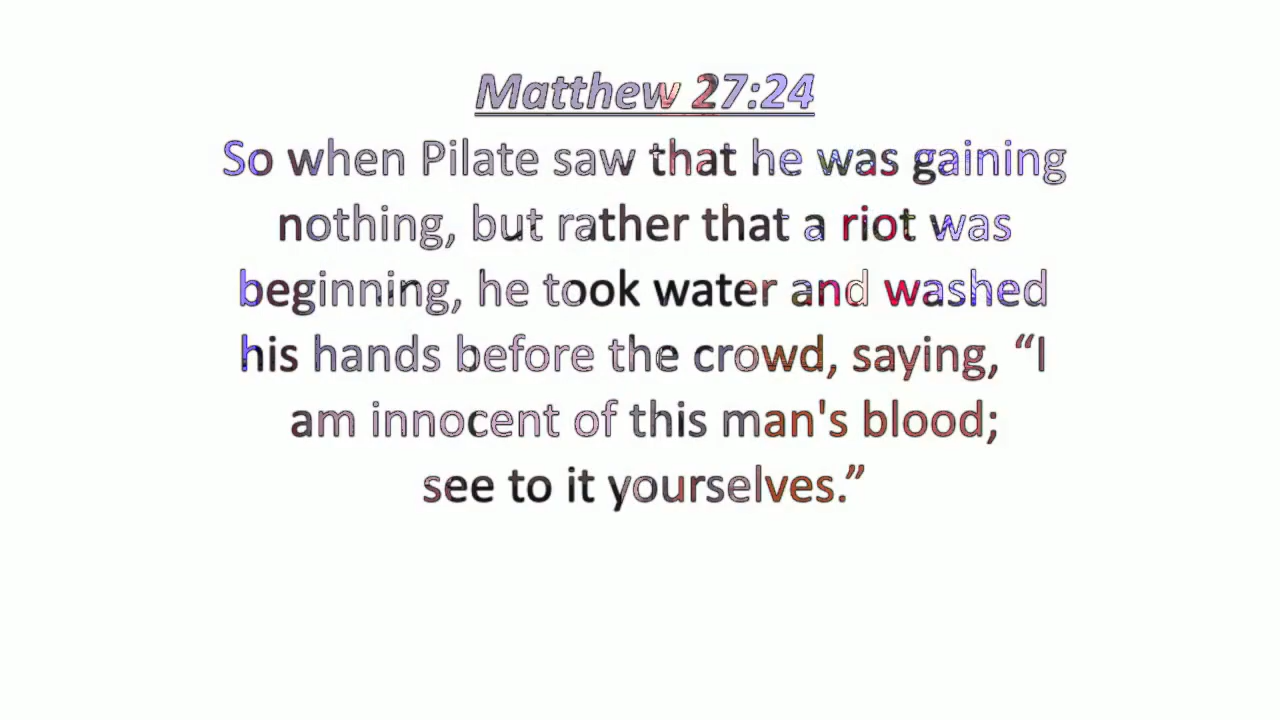 Matthew 27:24
So when Pilate saw that he was gaining
nothing, but rather that a riot was
beginning, he took water and washed
his hands before the crowd, saying, “I
am innocent of this man's blood;
see to it yourselves.”